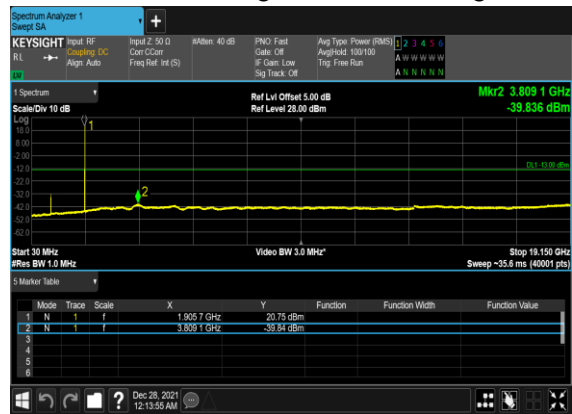 Spectrum Analyzer 1
Swept SA
KEYSIGHT Input: RF Input Z: 50 Ω #Atten: 40 dB PNO: Fast Avg Type: Power (RMS) 1 2 3 4 5 6
RL Coupling: DC Corr CCorr Gate: Off Avg|Hold: 100/100 A W W W W W
Align: Auto Freq Ref: Int (S) IF Gain: Low Trig: Free Run
Sig Track: Off A N N N N N
1 Spectrum Ref Lvl Offset 5.00 dB Mkr2 3.809 1 GHz
Scale/Div 10 dB Ref Level 28.00 dBm -39.836 dBm
Log
18.0 1
8.00
-2.00
-12.0 DL1 -13.00 dBm
-22.0
-32.0 2
-42.0
-52.0
-62.0
Start 30 MHz Video BW 3.0 MHz* Stop 19.150 GHz
#Res BW 1.0 MHz Sweep ~35.6 ms (40001 pts)
5 Marker Table
Mode Trace Scale X Y Function Function Width Function Value
1 N 1 f 1.905 7 GHz 20.75 dBm
2 N 1 f 3.809 1 GHz -39.84 dBm
3
4
5
6
? Dec 28, 2021
12:13:55 AM